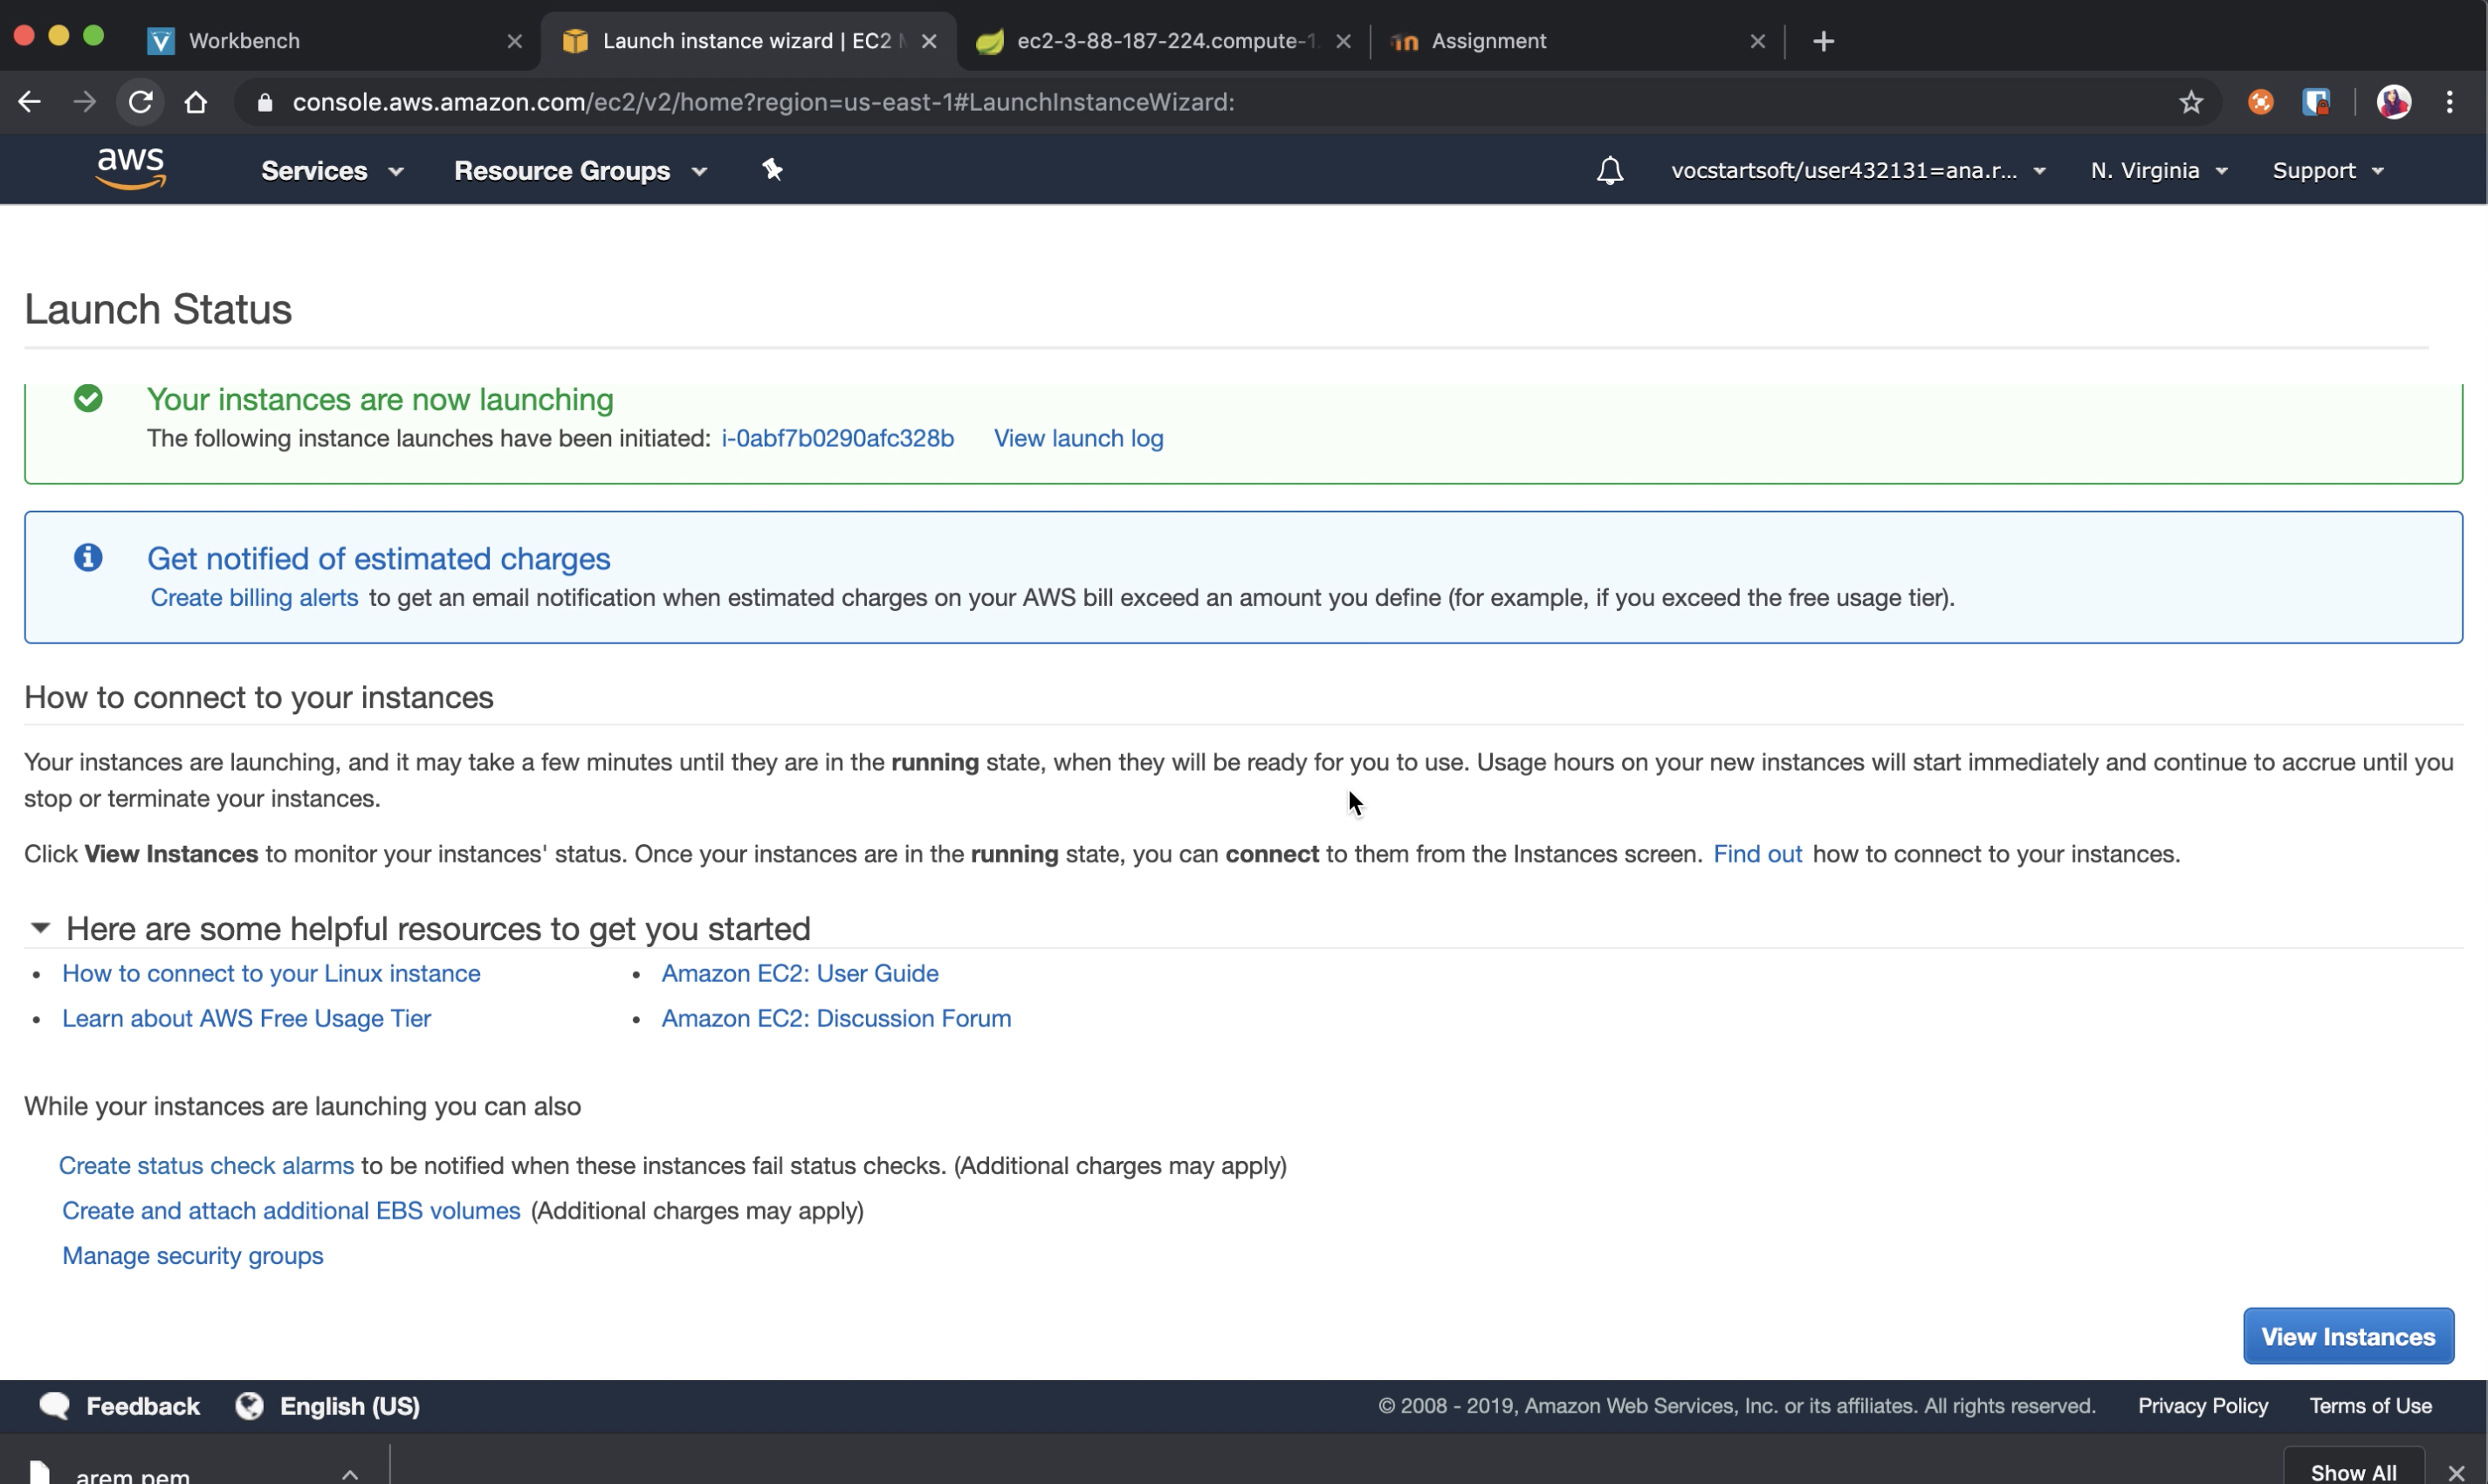 Workbench
Launch instance wizard | EC2
ec2-3-88-187-224.compute-1.
Assignment
console.aws.amazon.com/ec2/v2/home?region=us-east-1#LaunchInstanceWizard:
aws
Services
Resource Groups
vocstartsoft/user432131=ana.r...
N. Virginia
Support
Launch Status
Your instances are now launching
The following instance launches have been initiated: i-0abf7b0290afc328b View launch log
Get notified of estimated charges
Create billing alerts to get an email notification when estimated charges on your AWS bill exceed an amount you define (for example, if you exceed the free usage tier).
How to connect to your instances
Your instances are launching, and it may take a few minutes until they are in the running state, when they will be ready for you to use. Usage hours on your new instances will start immediately and continue to accrue until you
stop or terminate your instances.
Click View Instances to monitor your instances' status. Once your instances are in the running state, you can connect to them from the Instances screen. Find out how to connect to your instances.
Here are some helpful resources to get you started
• How to connect to your Linux instance
• Amazon EC2: User Guide
• Learn about AWS Free Usage Tier
• Amazon EC2: Discussion Forum
While your instances are launching you can also
Create status check alarms to be notified when these instances fail status checks. (Additional charges may apply)
Create and attach additional EBS volumes (Additional charges may apply)
Manage security groups
View Instances
Feedback
English (US)
© 2008 - 2019, Amazon Web Services, Inc. or its affiliates. All rights reserved.
Privacy Policy
Terms of Use
arem.pem
Show All